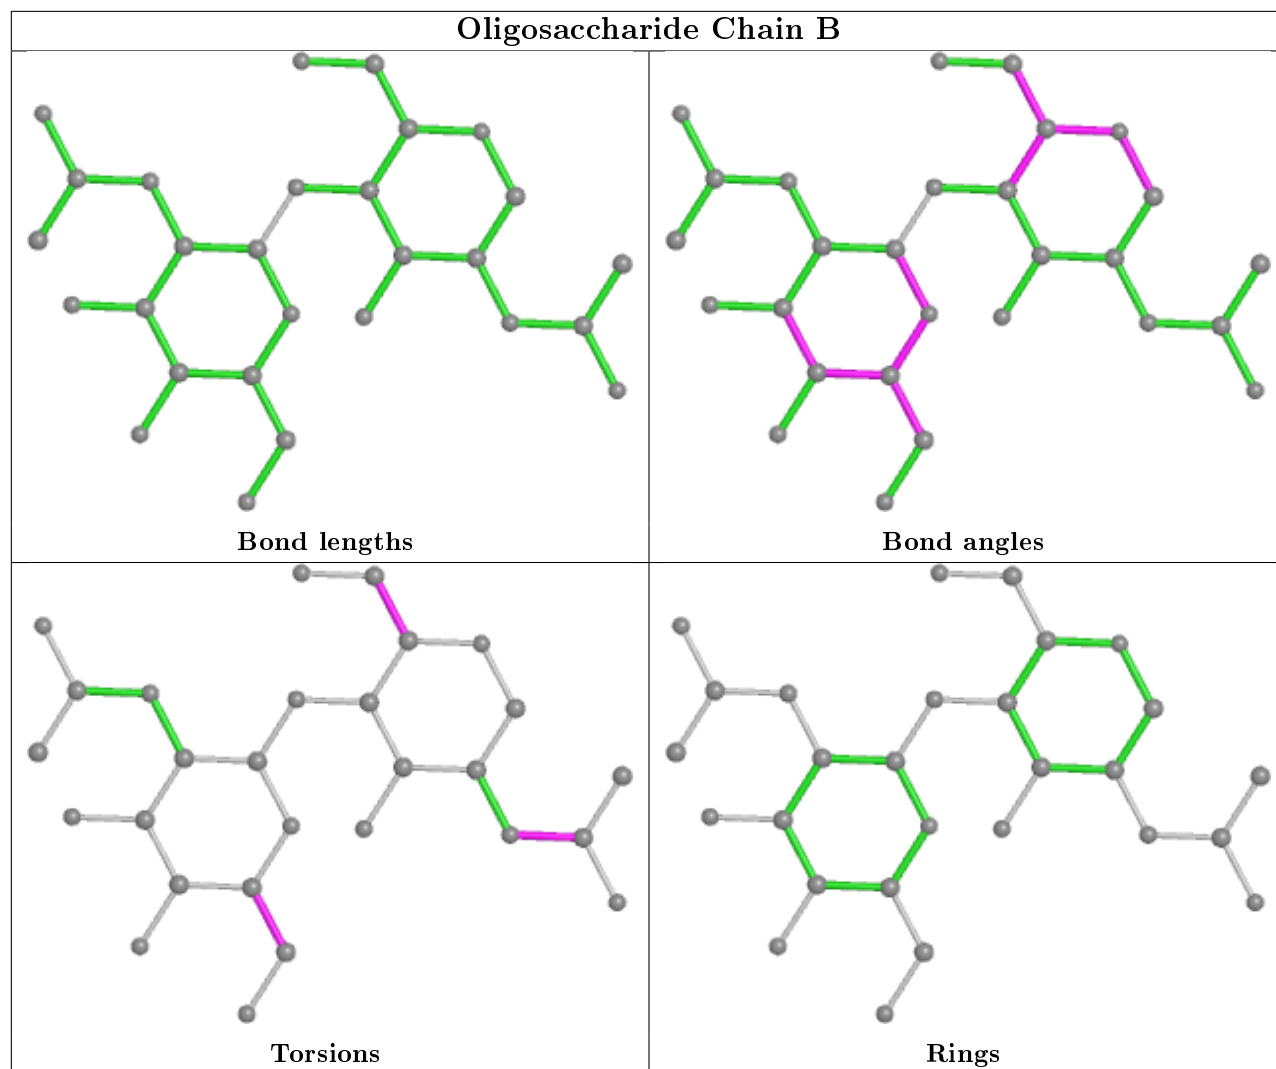 Oligosaccharide Chain B
Bond lengths
Bond angles
Torsions
Rings